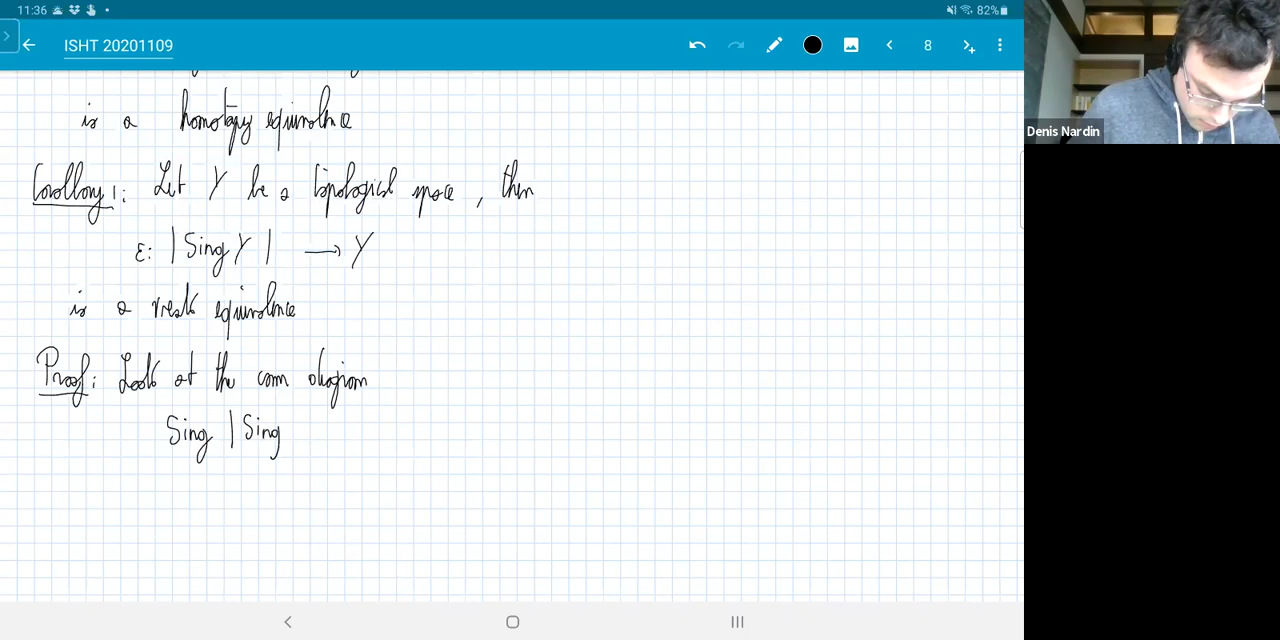 11:36
82%
ISHT 20201109
8
is a homotopy equivalence
Corollary 1: Let Y be a topological space, then
ε: |Sing Y| → Y
is a weak equivalence
Proof: Look at the comm diagram
Sing | Sing
Denis Nardin